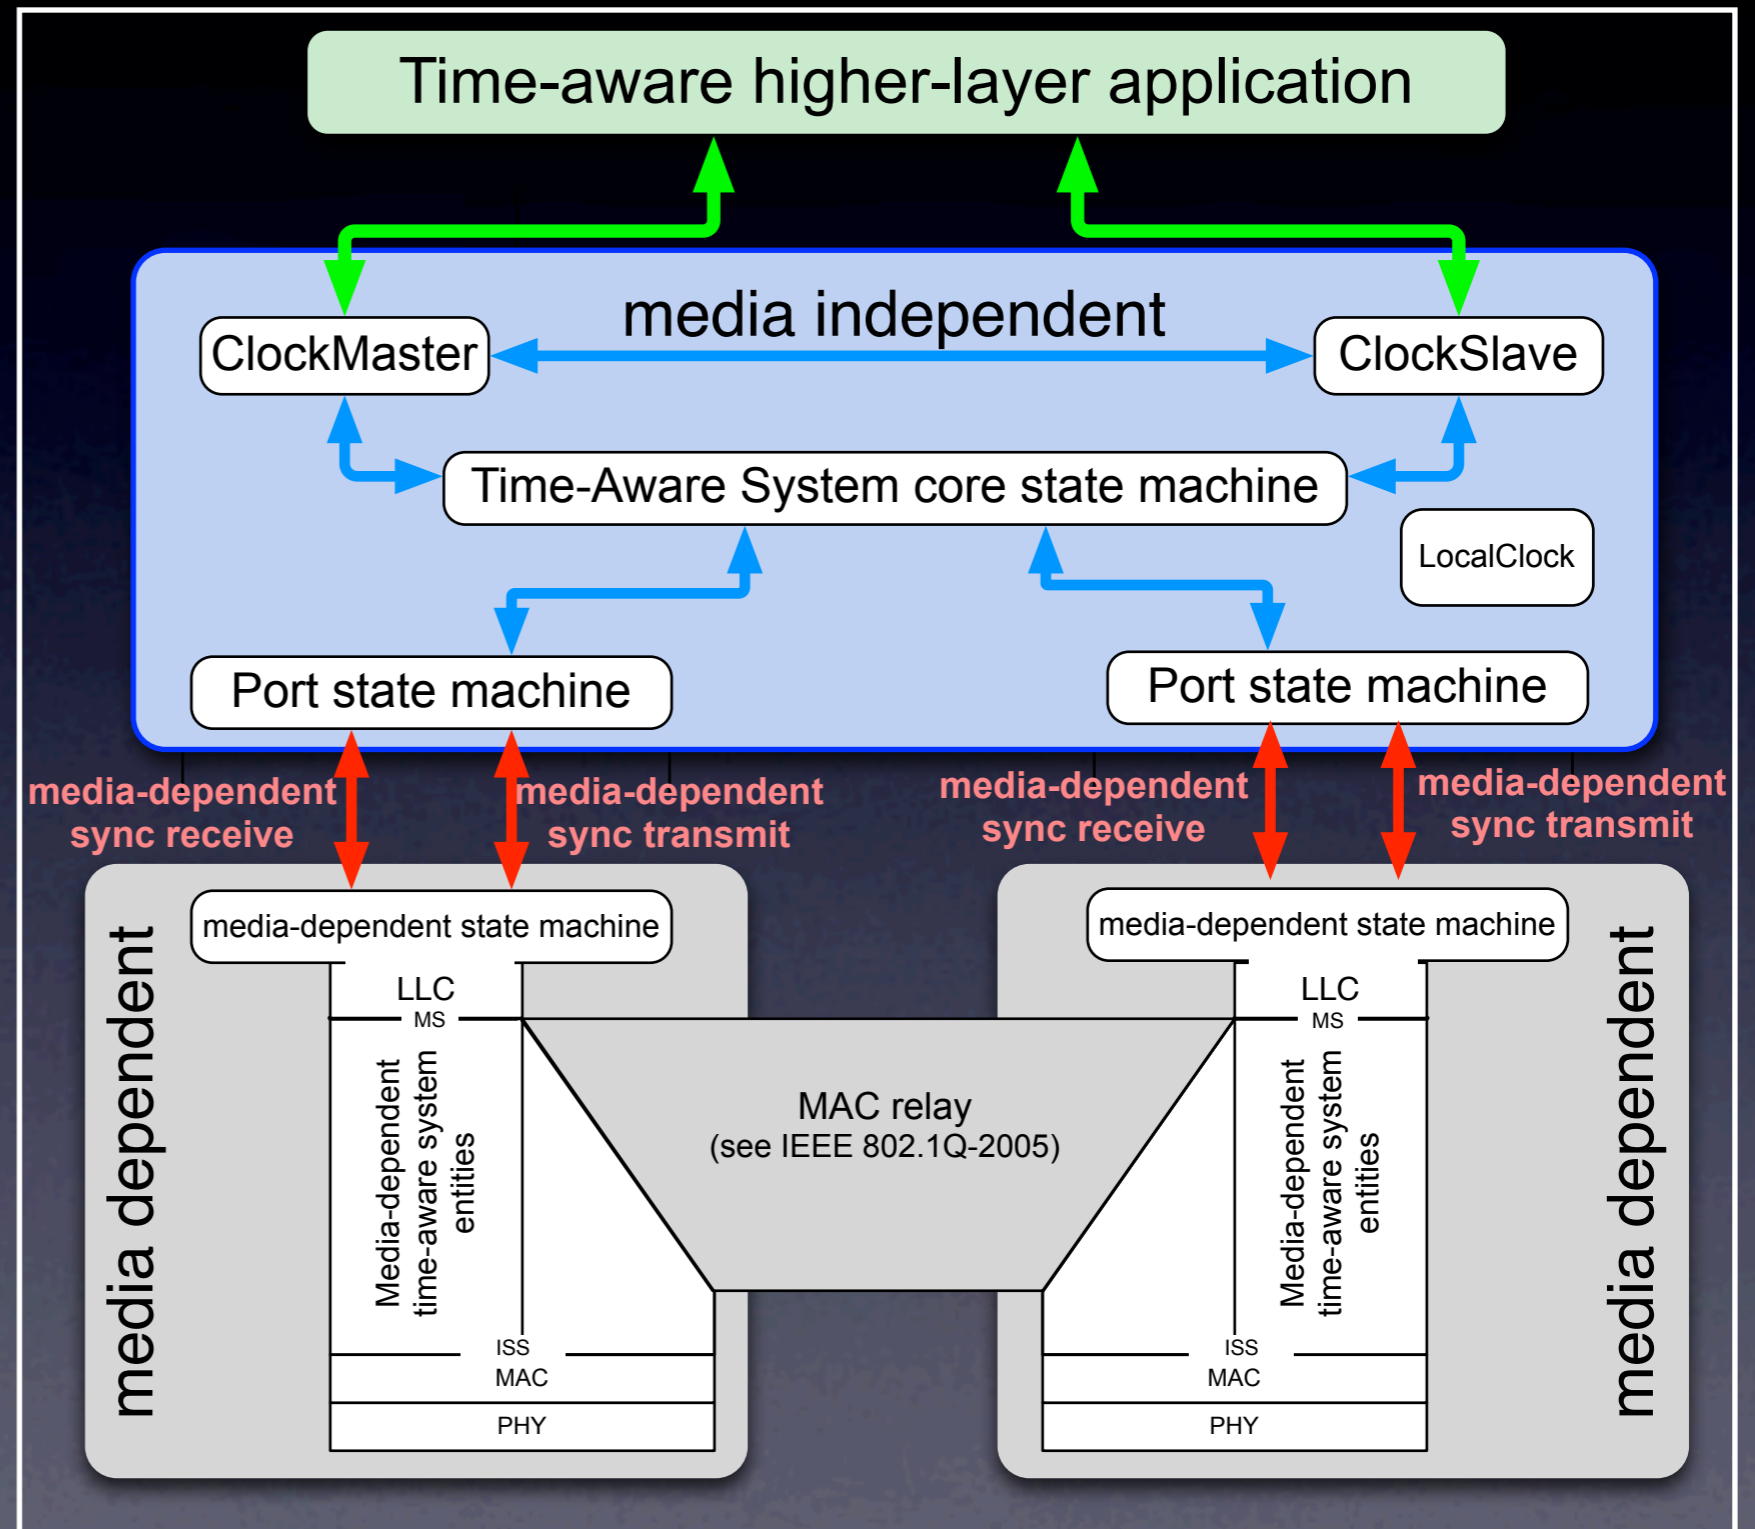 Time-aware higher-layer application
media independent
ClockMaster
ClockSlave
Time-Aware System core state machine
LocalClock
Port state machine
Port state machine
media-dependent
sync receive
media-dependent
sync transmit
media-dependent
sync receive
media-dependent
sync transmit
media dependent
media-dependent state machine
LLC
MS
Media-dependent
time-aware system
entities
ISS
MAC
PHY
MAC relay
(see IEEE 802.1Q-2005)
media-dependent state machine
LLC
MS
Media-dependent
time-aware system
entities
ISS
MAC
PHY
media dependent